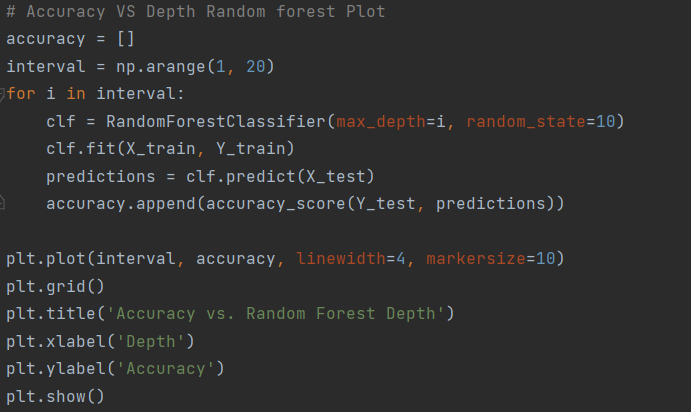 # Accuracy VS Depth Random forest Plot
accuracy = []
interval = np.arange(1, 20)
for i in interval:
    clf = RandomForestClassifier(max_depth=i, random_state=10)
    clf.fit(X_train, Y_train)
    predictions = clf.predict(X_test)
    accuracy.append(accuracy_score(Y_test, predictions))
plt.plot(interval, accuracy, linewidth=4, markersize=10)
plt.grid()
plt.title('Accuracy vs. Random Forest Depth')
plt.xlabel('Depth')
plt.ylabel('Accuracy')
plt.show()